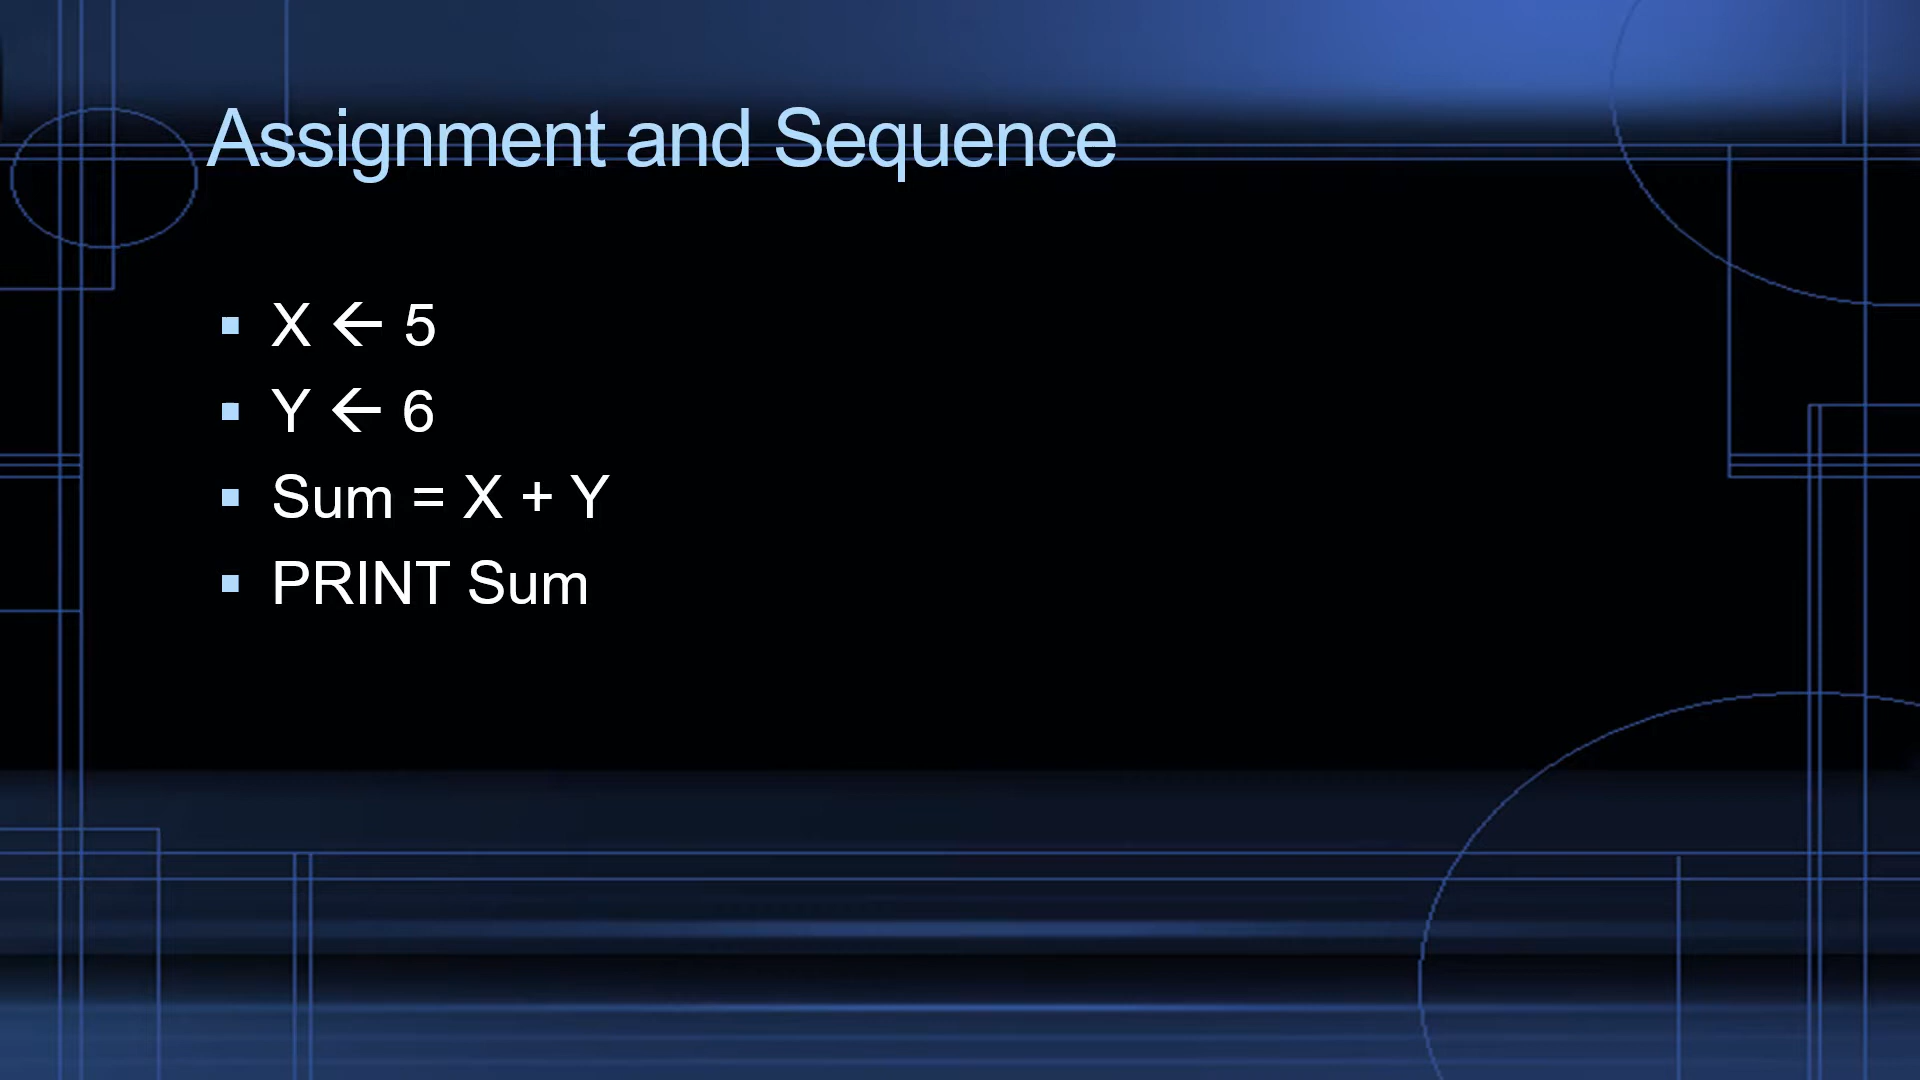 Assignment and Sequence
▪ X ← 5
▪ Y ← 6
▪ Sum = X + Y
▪ PRINT Sum